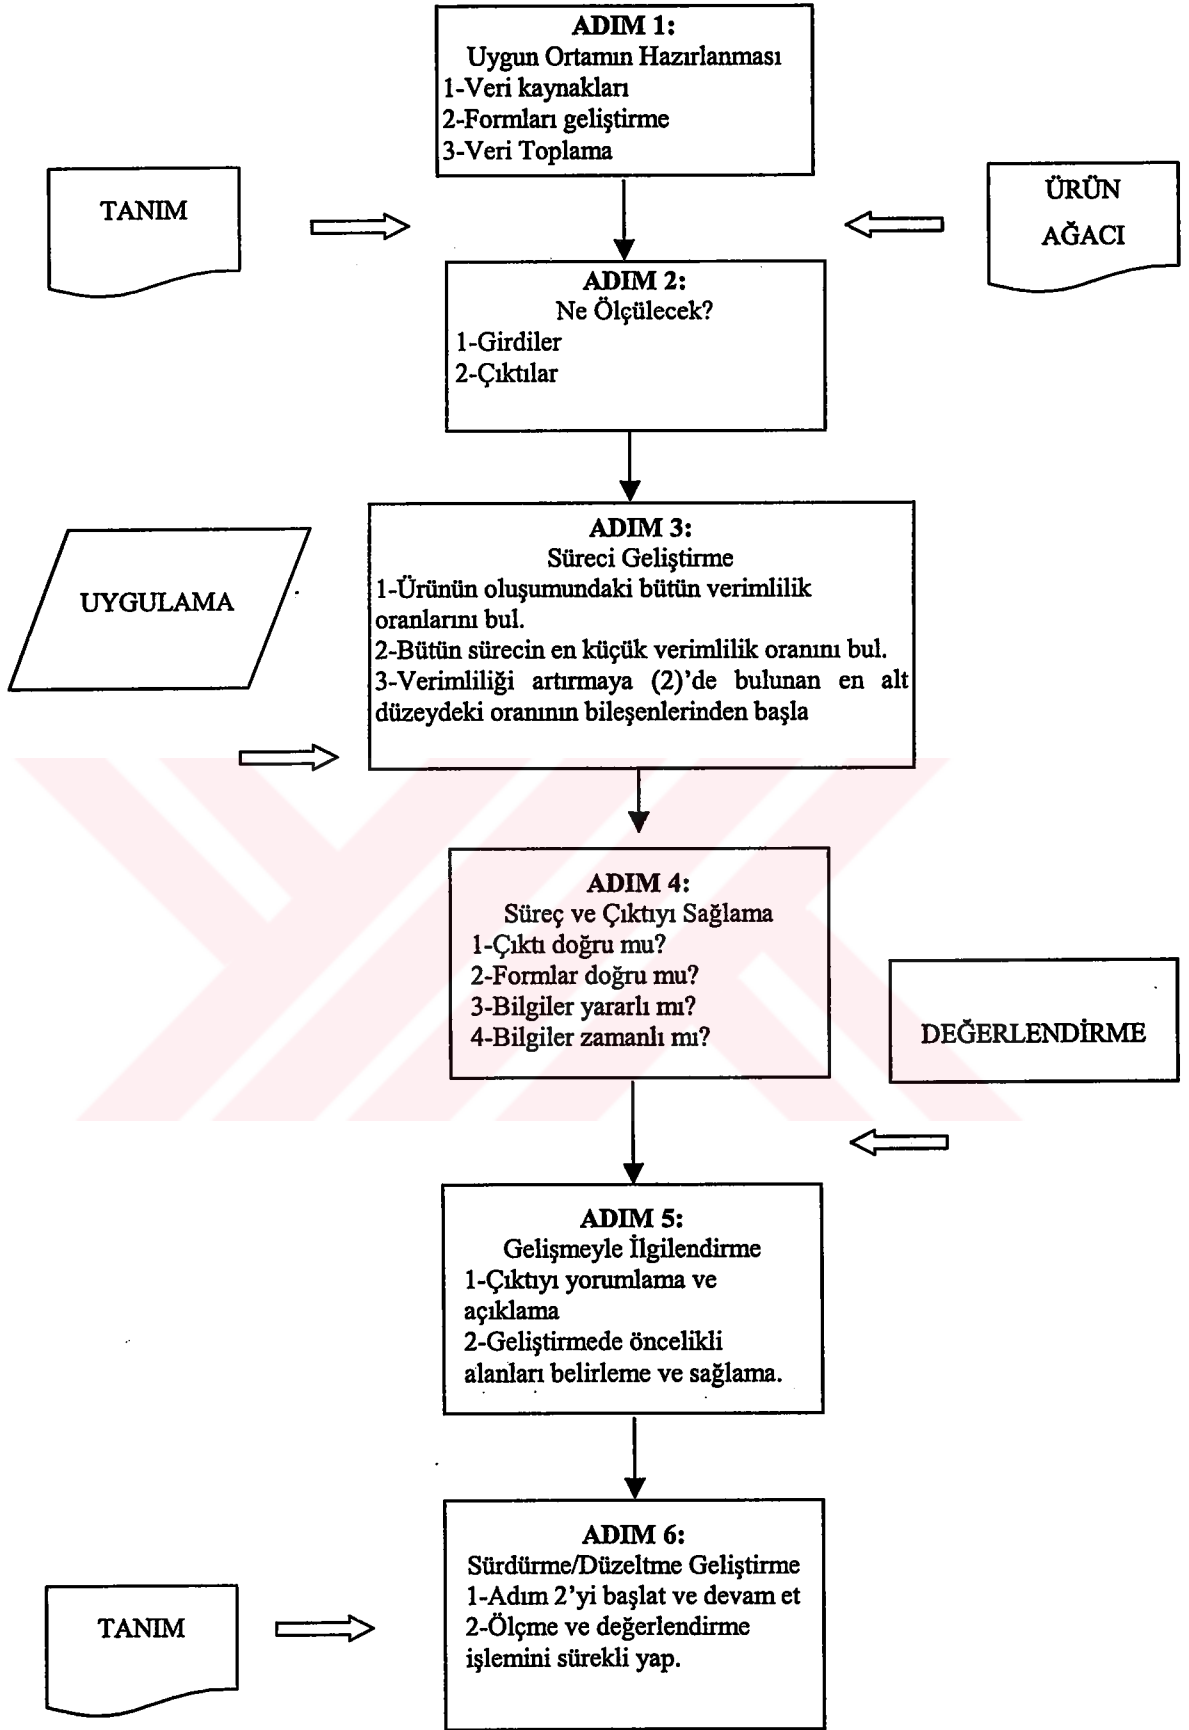 ADIM 1:
Uygun Ortamın Hazırlanması
1-Veri kaynakları
2-Formları geliştirme
3-Veri Toplama
TANIM
ÜRÜN
AĞACI
ADIM 2:
Ne Ölçülecek?
1-Girdiler
2-Çıktılar
UYGULAMA
ADIM 3:
Süreci Geliştirme
1-Ürünün oluşumundaki bütün verimlilik
oranlarını bul.
2-Bütün sürecin en küçük verimlilik oranını bul.
3-Verimliliği artırmaya (2)’de bulunan en alt
düzeydeki oranının bileşenlerinden başla
ADIM 4:
Süreç ve Çıktıyı Sağlama
1-Çıktı doğru mu?
2-Formlar doğru mu?
3-Bilgiler yararlı mı?
4-Bilgiler zamanlı mı?
DEĞERLENDİRME
ADIM 5:
Gelişmeyle İlgilendirme
1-Çıktıyı yorumlama ve
açıklama
2-Geliştirmede öncelikli
alanları belirleme ve sağlama.
ADIM 6:
Sürdürme/Düzeltme Geliştirme
1-Adım 2’yi başlat ve devam et
2-Ölçme ve değerlendirme
işlemini sürekli yap.
TANIM